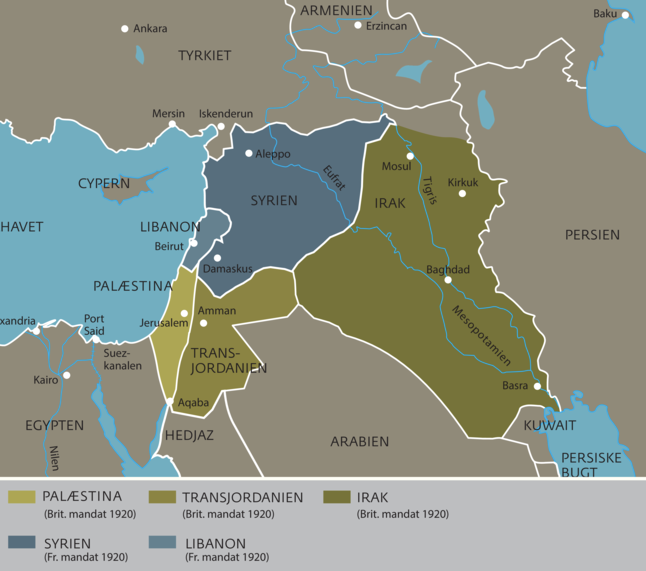 ARMENIEN
Baku
Ankara
Erzincan
TYRKIET
Mersin
Iskenderun
Aleppo
Mosul
Eufrat
Tigris
Kirkuk
CYPERN
SYRIEN
IRAK
HAVET
LIBANON
PERSIEN
Beirut
Damaskus
Baghdad
PALÆSTINA
Amman
Jerusalem
xandria
Port
Said
Mesopotamien
Suez-
kanalen
TRANS-
JORDANIEN
Kairo
Basra
Aqaba
EGYPTEN
HEDJAZ
ARABIEN
KUWAIT
Nilen
PERSISKE
BUGT
PALÆSTINA
(Brit. mandat 1920)
TRANSJORDANIEN
(Brit. mandat 1920)
IRAK
(Brit. mandat 1920)
SYRIEN
(Fr. mandat 1920)
LIBANON
(Fr. mandat 1920)